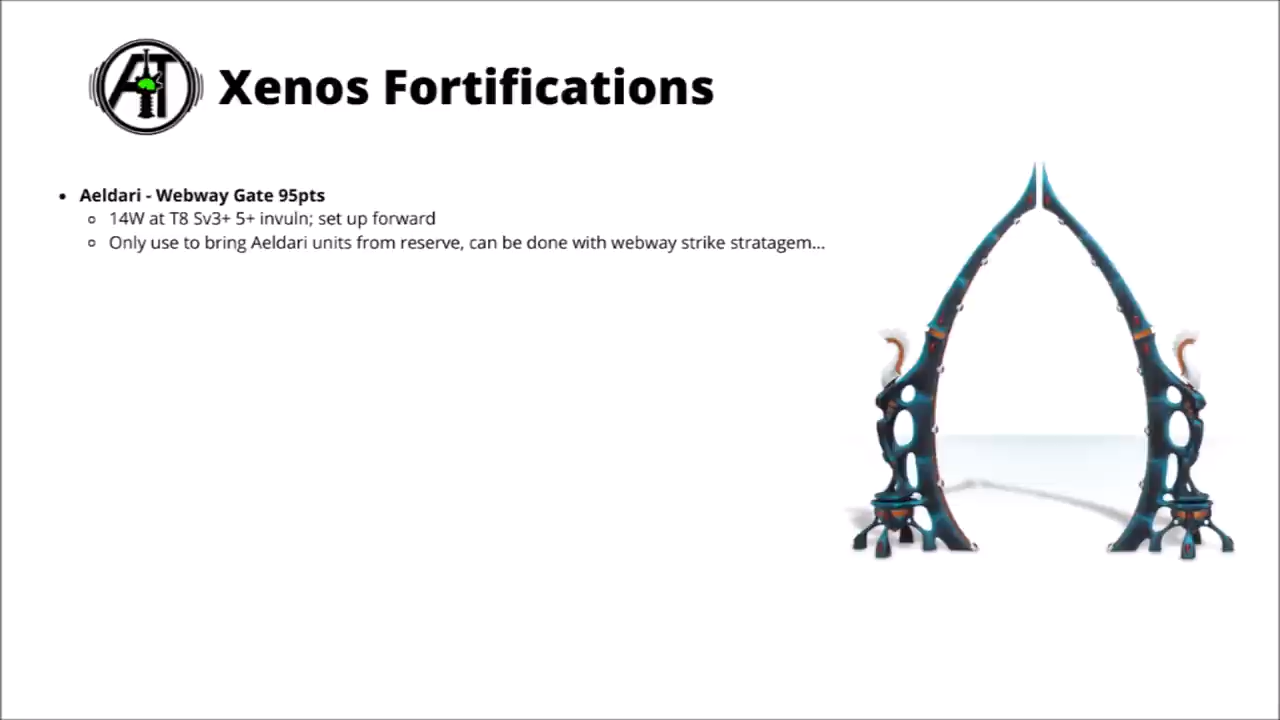 AT
Xenos Fortifications
• Aeldari - Webway Gate 95pts
○ 14W at T8 Sv3+ 5+ invuln; set up forward
○ Only use to bring Aeldari units from reserve, can be done with webway strike stratagem...